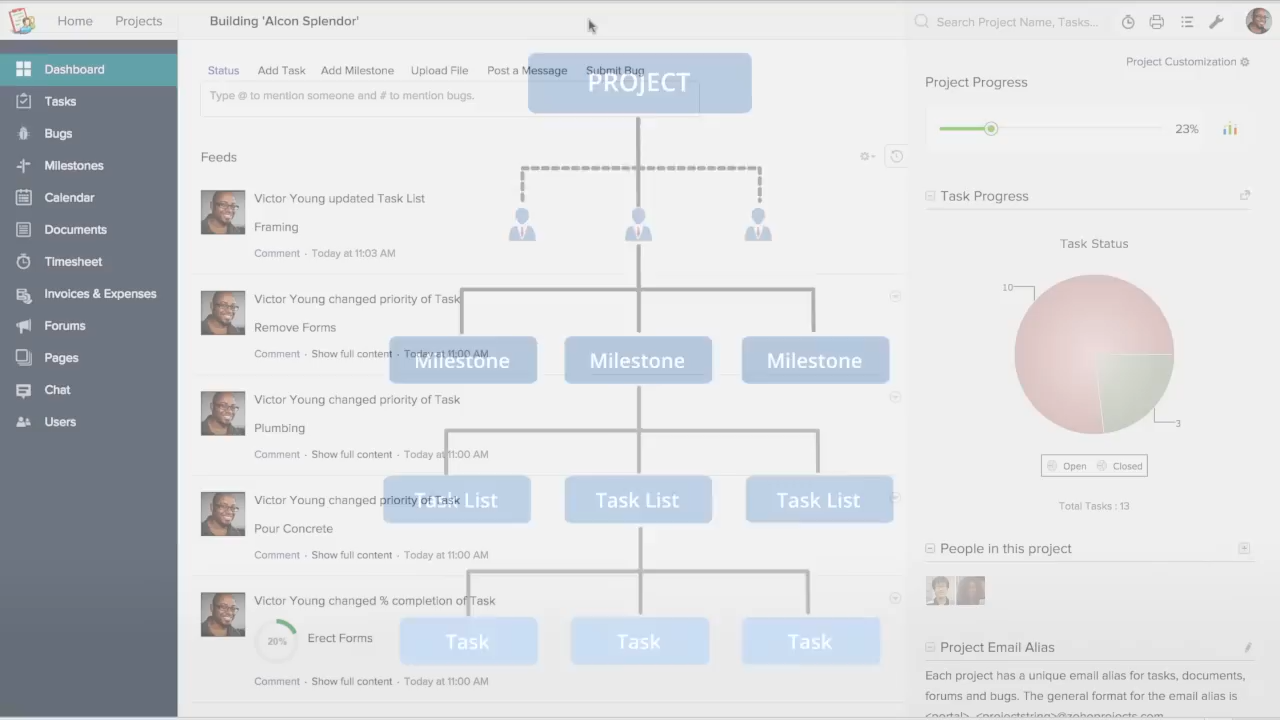 Home Projects Building 'Alcon Splendor' Search Project Name, Tasks...
Dashboard
Tasks
Bugs
Milestones
Calendar
Documents
Timesheet
Invoices & Expenses
Forums
Pages
Chat
Users
Status Add Task Add Milestone Upload File Post a Message Submit Bug
Type @ to mention someone and # to mention bugs.
Feeds
Victor Young updated Task List
Framing
Comment · Today at 11:03 AM
Victor Young changed priority of Task
Remove Forms
Comment · Show full content · Today at 11:00 AM
Victor Young changed priority of Task
Plumbing
Comment · Show full content · Today at 11:00 AM
Victor Young changed priority of Task
Pour Concrete
Comment · Show full content · Today at 11:00 AM
Victor Young changed % completion of Task
20% Erect Forms
Comment · Show full content · Today at 11:00 AM
PROJECT
Milestone Milestone Milestone
Task List Task List Task List
Task Task Task
Project Customization
Project Progress
23%
Task Progress
Task Status
10
3
Open Closed
Total Tasks : 13
People in this project
Project Email Alias
Each project has a unique email alias for tasks, documents,
forums and bugs. The general format for the email alias is
<portal>.<projectstring>@zohoprojects.com